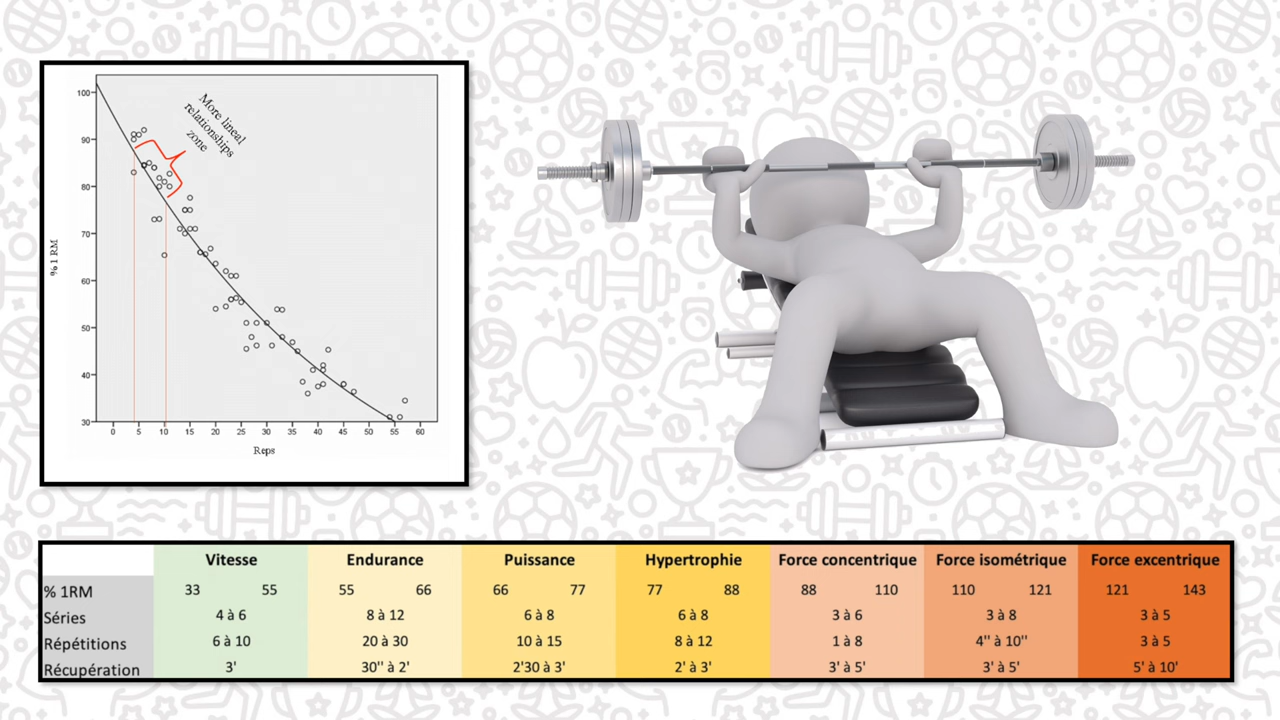 More lineal
relationships
zone
100
90
80
70
60
50
40
30
% 1 RM
0 5 10 15 20 25 30 35 40 45 50 55 60
Reps
Vitesse Endurance Puissance Hypertrophie Force concentrique Force isométrique Force excentrique
% 1RM 33 55 55 66 66 77 77 88 88 110 110 121 121 143
Séries 4 à 6 8 à 12 6 à 8 6 à 8 3 à 6 3 à 8 3 à 5
Répétitions 6 à 10 20 à 30 10 à 15 8 à 12 1 à 8 4'' à 10'' 3 à 5
Récupération 3' 30'' à 2' 2'30 à 3' 2' à 3' 3' à 5' 3' à 5' 5' à 10'